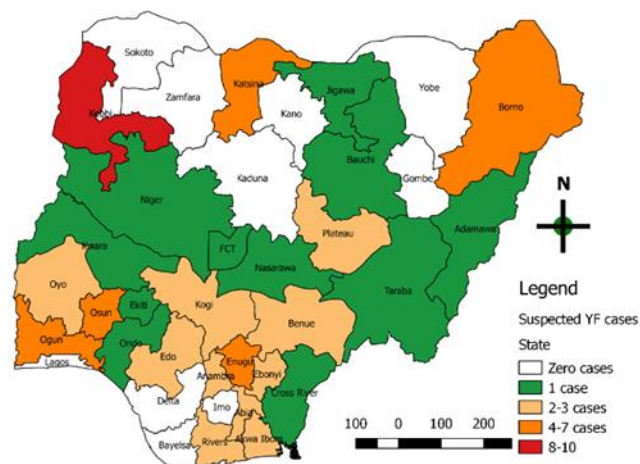 Sokoto
Katsina
Kebbi
Zamfara
Kano
Jigawa
Yobe
Borno
Bauchi
Gombe
Kaduna
Niger
Plateau
Adamawa
FCT
Kwara
Nasarawa
Taraba
Oyo
Osun
Ekiti
Kogi
Benue
Ogun
Ondo
Edo
Enugu
Lagos
Anambra
Ebonyi
Cross River
Delta
Imo
Abia
Bayelsa
Rivers
Akwa Ibom
N
Legend
Suspected YF cases
State
Zero cases
1 case
2-3 cases
4-7 cases
8-10
100 0 100 200